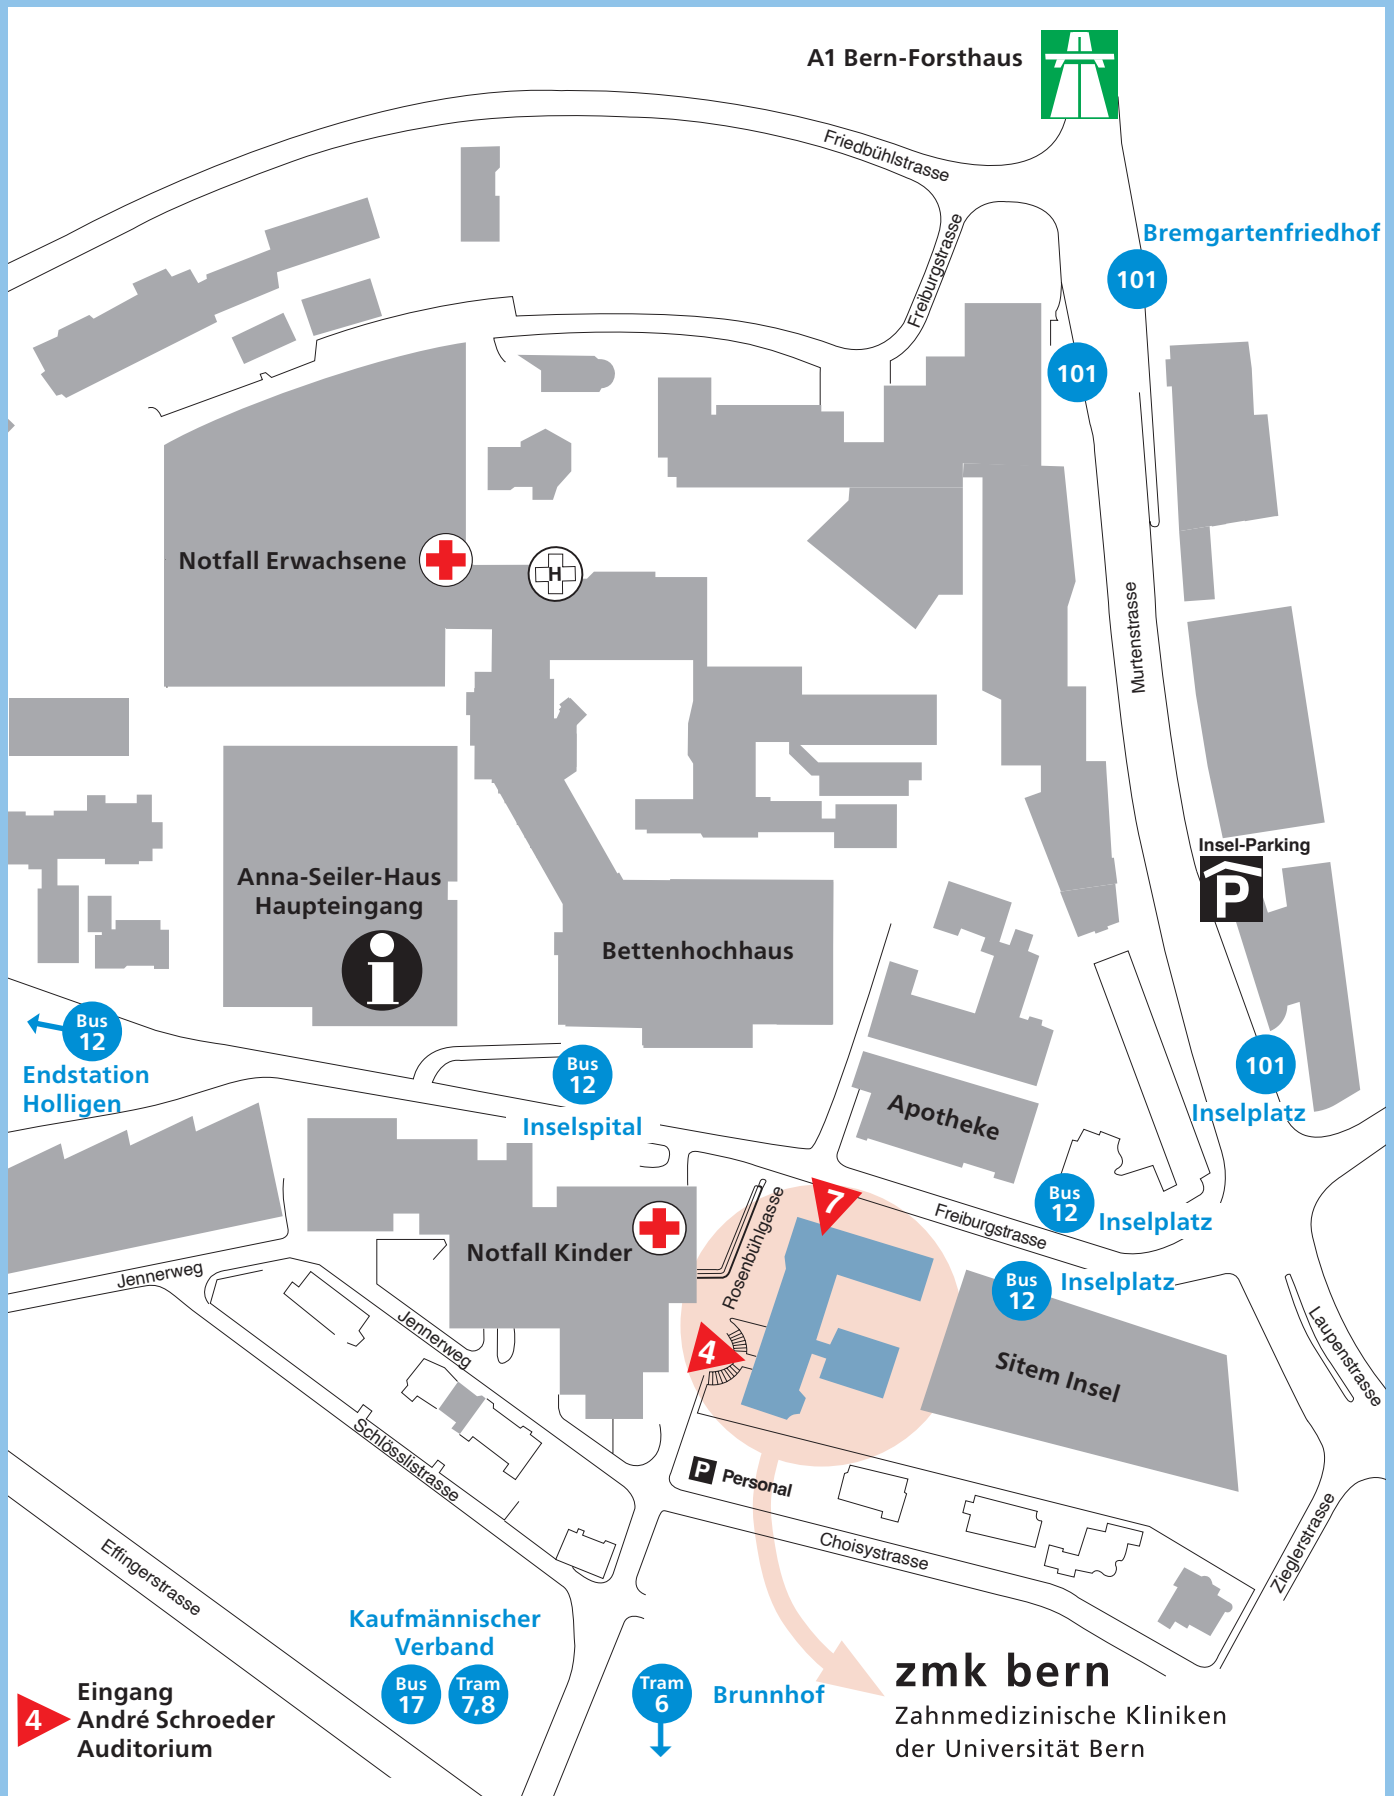 A1 Bern-Forsthaus
Friedbühlstrasse
Freiburgstrasse
Bremgartenfriedhof
101
101
Notfall Erwachsene
H
Murtenstrasse
Insel-Parking
P
Anna-Seiler-Haus
Haupteingang
i
Bettenhochhaus
Bus
12
Endstation
Holligen
Bus
12
Inselspital
101
Inselplatz
Apotheke
Bus
12
Inselplatz
7
Freiburgstrasse
Rosenbühlgasse
Notfall Kinder
Jennerweg
Bus
12
Inselplatz
Jennerweg
4
Sitem Insel
Laupenstrasse
Schlösslistrasse
P Personal
Choisystrasse
Zieglerstrasse
Effingerstrasse
Kaufmännischer
Verband
Bus
17
Tram
7,8
Tram
6
Brunnhof
zmk bern
Zahnmedizinische Kliniken
der Universität Bern
4
Eingang
André Schroeder
Auditorium